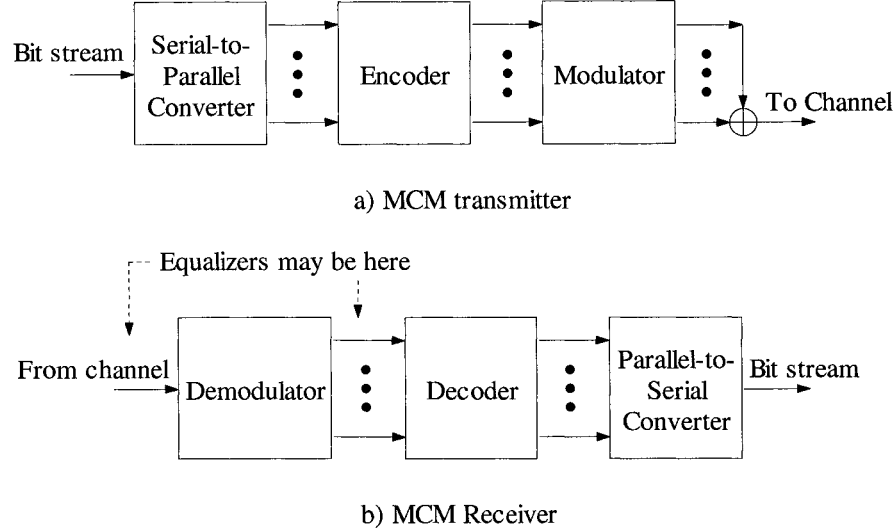 Bit stream
Serial-to-
Parallel
Converter
Encoder
Modulator
To Channel
a) MCM transmitter
Equalizers may be here
From channel
Demodulator
Decoder
Parallel-to-
Serial
Converter
Bit stream
b) MCM Receiver